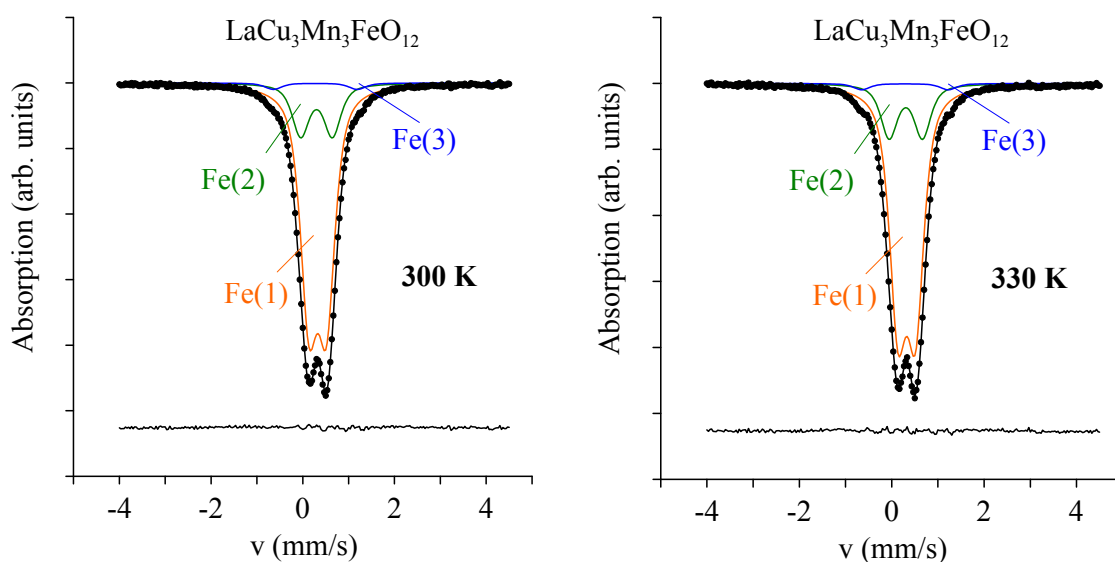 LaCu₃Mn₃FeO₁₂
Absorption (arb. units)
Fe(3)
Fe(2)
Fe(1)
300 K
-4 -2 0 2 4
v (mm/s)
LaCu₃Mn₃FeO₁₂
Absorption (arb. units)
Fe(3)
Fe(2)
Fe(1)
330 K
-4 -2 0 2 4
v (mm/s)